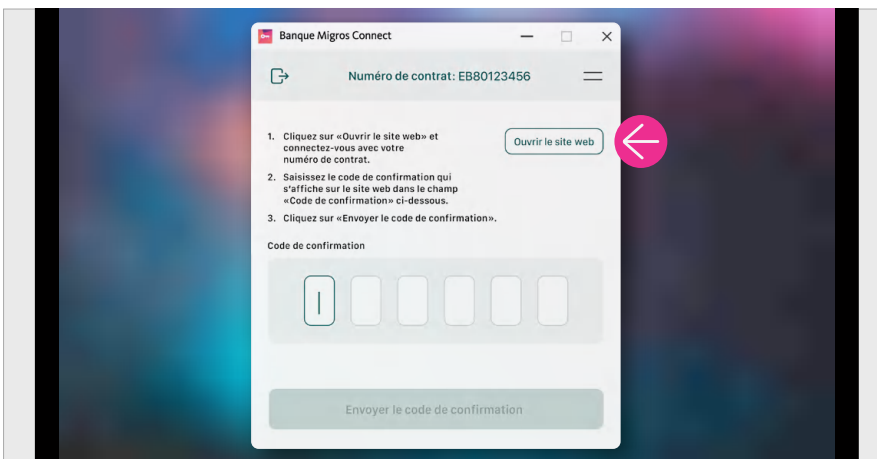 Banque Migros Connect
Numéro de contrat: EB80123456
1. Cliquez sur «Ouvrir le site web» et
connectez-vous avec votre
numéro de contrat.
Ouvrir le site web
2. Saisissez le code de confirmation qui
s'affiche sur le site web dans le champ
«Code de confirmation» ci-dessous.
3. Cliquez sur «Envoyer le code de confirmation».
Code de confirmation
Envoyer le code de confirmation